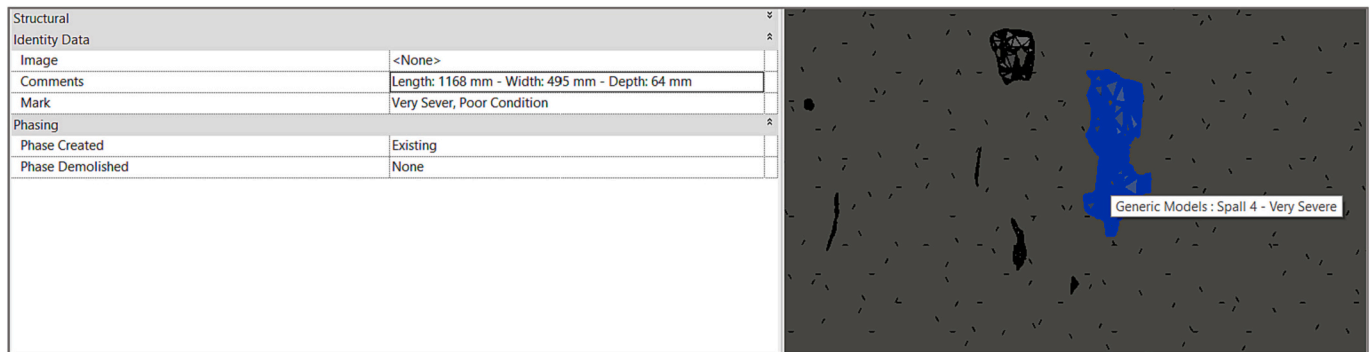 Structural
Identity Data
Image <None>
Comments Length: 1168 mm - Width: 495 mm - Depth: 64 mm
Mark Very Sever, Poor Condition
Phasing
Phase Created Existing
Phase Demolished None
Generic Models : Spall 4 - Very Severe